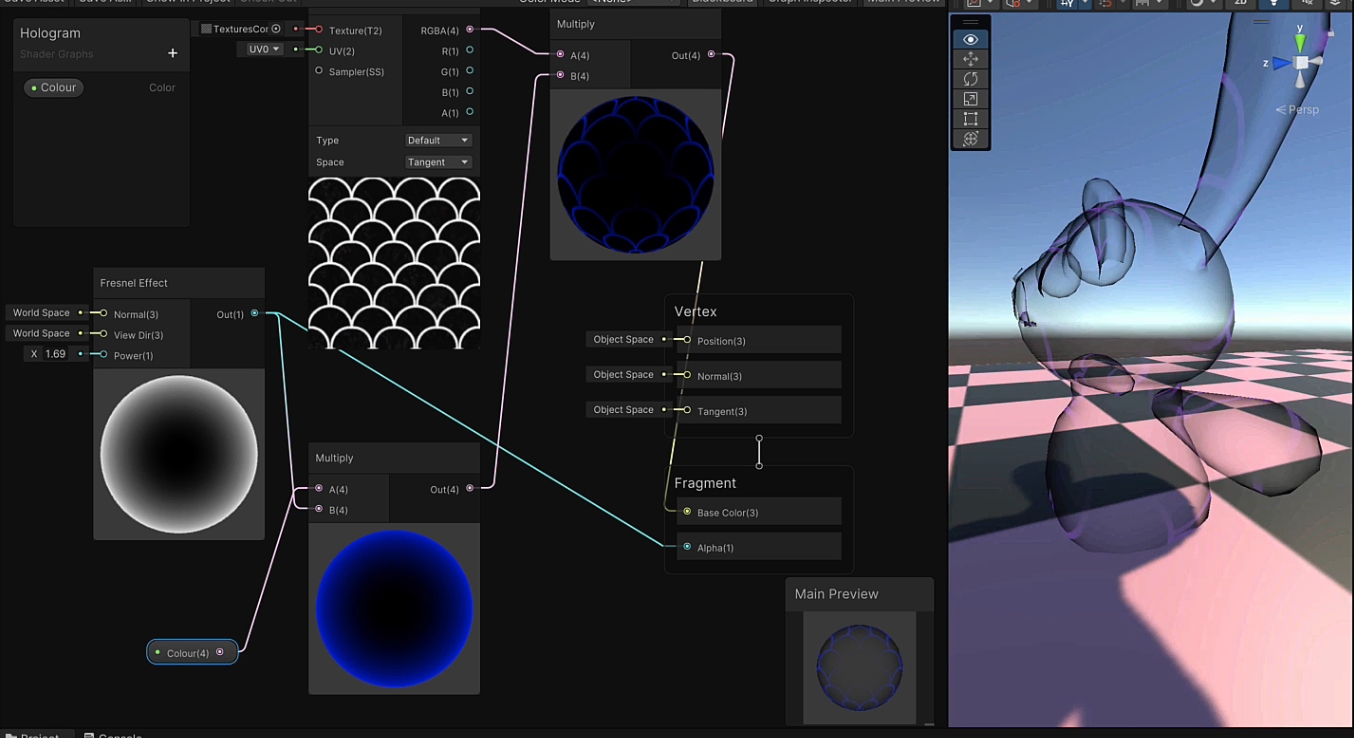 Save Asset
Save As...
Show In Project
Check Out
Color Mode
<None>
Blackboard
Graph Inspector
Main Preview
2D
Hologram
Shader Graphs
+
Colour
Color
UV0
Texture(T2)
UV(2)
Sampler(SS)
RGBA(4)
R(1)
G(1)
B(1)
A(1)
Type
Default
Space
Tangent
Multiply
A(4)
B(4)
Out(4)
Fresnel Effect
World Space
Normal(3)
World Space
View Dir(3)
X 1.69
Power(1)
Out(1)
Multiply
A(4)
B(4)
Out(4)
Colour(4)
Vertex
Object Space
Position(3)
Object Space
Normal(3)
Object Space
Tangent(3)
Fragment
Base Color(3)
Alpha(1)
Main Preview
y
z
Persp
Project
Console